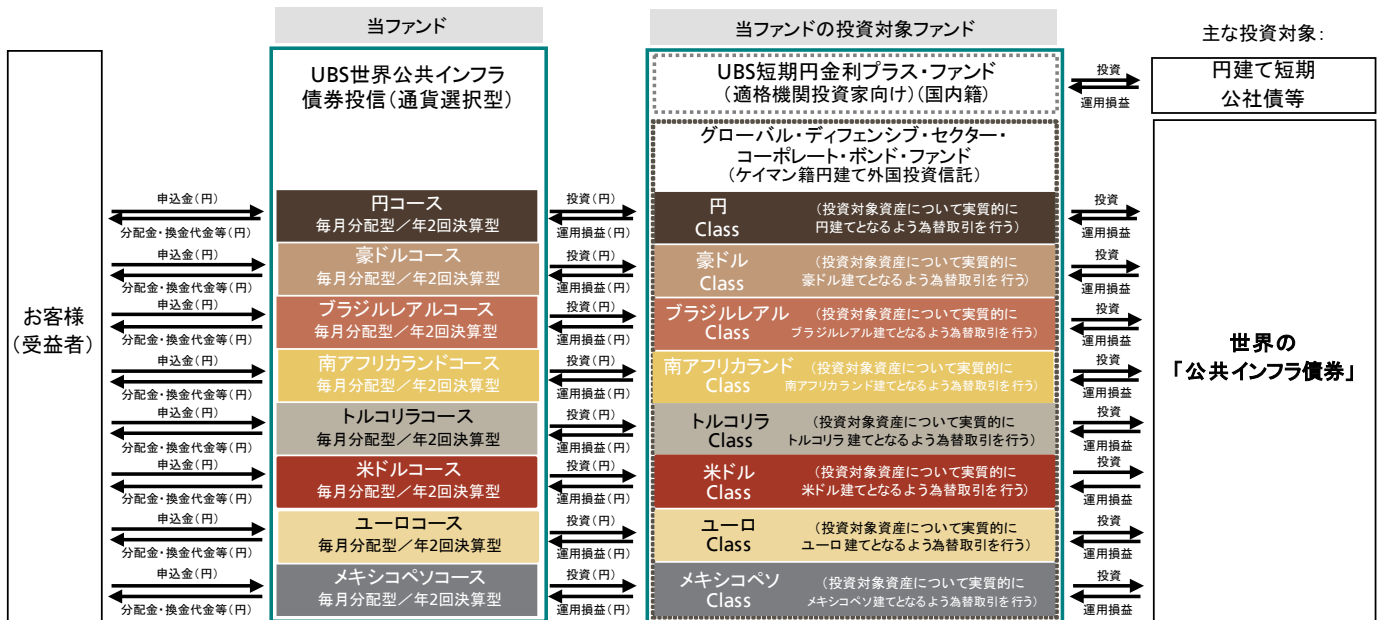 当ファンド
当ファンドの投資対象ファンド
主な投資対象：
UBS世界公共インフラ
債券投信（通貨選択型）
UBS短期円金利プラス・ファンド
（適格機関投資家向け）（国内籍）
投資
運用損益
円建て短期
公社債等
グローバル・ディフェンシブ・セクター・
コーポレート・ボンド・ファンド
（ケイマン籍円建て外国投資信託）
お客様
（受益者）
世界の
「公共インフラ債券」
申込金（円）
分配金・換金代金等（円）
円コース
毎月分配型／年2回決算型
投資（円）
運用損益（円）
円
Class
（投資対象資産について実質的に
円建てとなるよう為替取引を行う）
投資
運用損益
申込金（円）
分配金・換金代金等（円）
豪ドルコース
毎月分配型／年2回決算型
投資（円）
運用損益（円）
豪ドル
Class
（投資対象資産について実質的に
豪ドル建てとなるよう為替取引を行う）
投資
運用損益
申込金（円）
分配金・換金代金等（円）
ブラジルレアルコース
毎月分配型／年2回決算型
投資（円）
運用損益（円）
ブラジルレアル
Class
（投資対象資産について実質的に
ブラジルレアル建てとなるよう為替取引を行う）
投資
運用損益
申込金（円）
分配金・換金代金等（円）
南アフリカランドコース
毎月分配型／年2回決算型
投資（円）
運用損益（円）
南アフリカランド
Class
（投資対象資産について実質的に
南アフリカランド建てとなるよう為替取引を行う）
投資
運用損益
申込金（円）
分配金・換金代金等（円）
トルコリラコース
毎月分配型／年2回決算型
投資（円）
運用損益（円）
トルコリラ
Class
（投資対象資産について実質的に
トルコリラ建てとなるよう為替取引を行う）
投資
運用損益
申込金（円）
分配金・換金代金等（円）
米ドルコース
毎月分配型／年2回決算型
投資（円）
運用損益（円）
米ドル
Class
（投資対象資産について実質的に
米ドル建てとなるよう為替取引を行う）
投資
運用損益
申込金（円）
分配金・換金代金等（円）
ユーロコース
毎月分配型／年2回決算型
投資（円）
運用損益（円）
ユーロ
Class
（投資対象資産について実質的に
ユーロ建てとなるよう為替取引を行う）
投資
運用損益
申込金（円）
分配金・換金代金等（円）
メキシコペソコース
毎月分配型／年2回決算型
投資（円）
運用損益（円）
メキシコペソ
Class
（投資対象資産について実質的に
メキシコペソ建てとなるよう為替取引を行う）
投資
運用損益